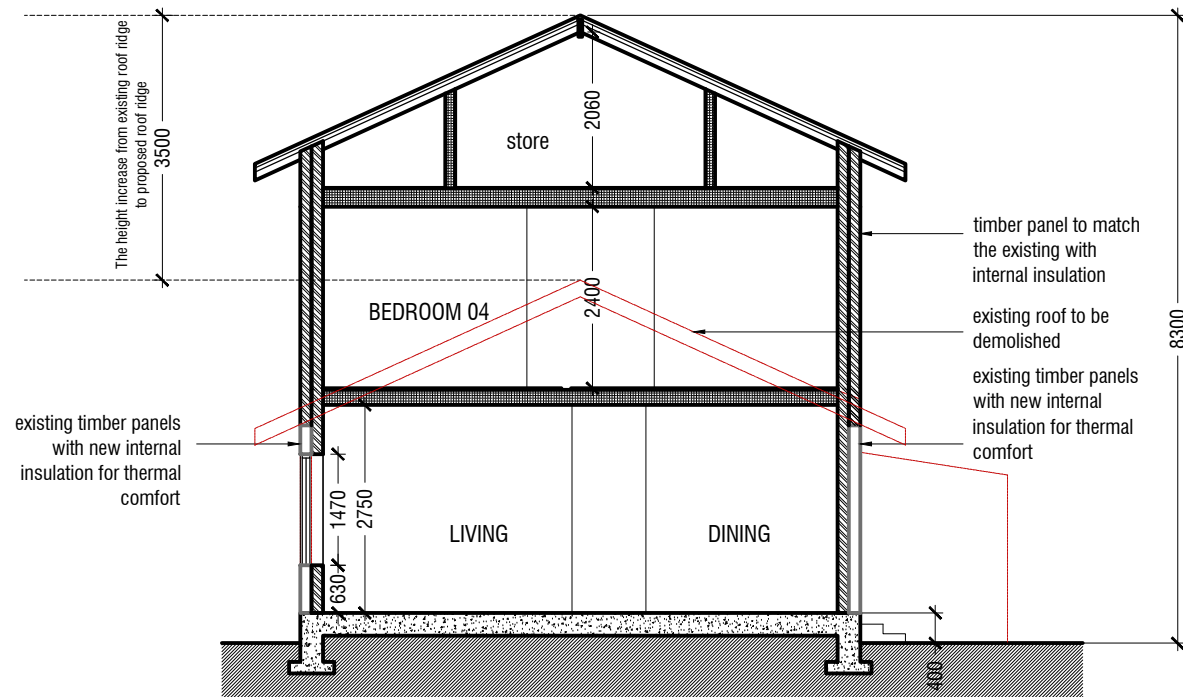 The height increase from existing roof ridge
to proposed roof ridge
3500
2060
store
8300
timber panel to match
the existing with
internal insulation
2400
BEDROOM 04
existing roof to be
demolished
existing timber panels
with new internal
insulation for thermal
comfort
existing timber panels
with new internal
insulation for thermal
comfort
1470
2750
LIVING
DINING
630
400